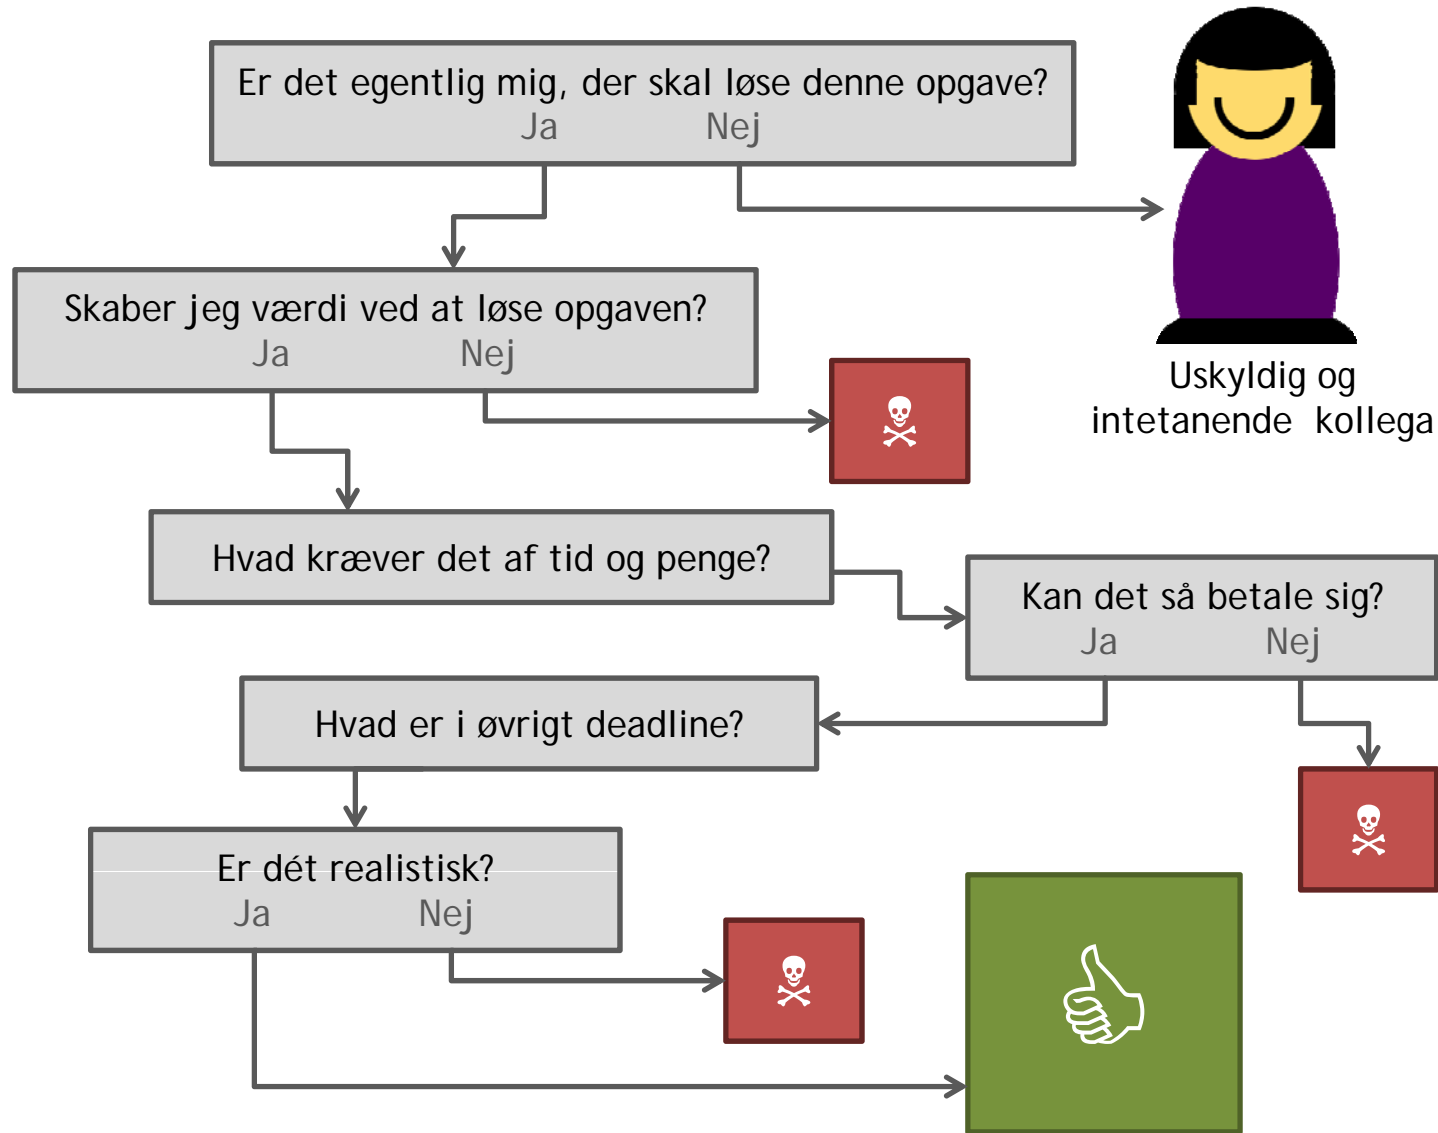 Er det egentlig mig, der skal løse denne opgave?
Ja Nej
Skaber jeg værdi ved at løse opgaven?
Ja Nej
Uskyldig og
intetanende kollega
Hvad kræver det af tid og penge?
Kan det så betale sig?
Ja Nej
Hvad er i øvrigt deadline?
Er dét realistisk?
Ja Nej